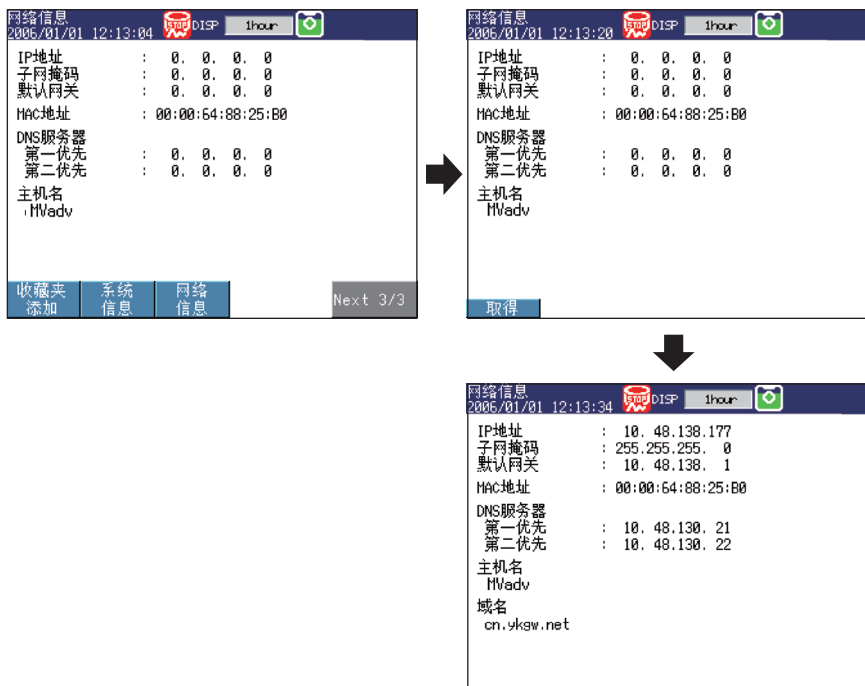 网络信息
2006/01/01 12:13:04 STOP DISP 1hour
IP地址 : 0. 0. 0. 0
子网掩码 : 0. 0. 0. 0
默认网关 : 0. 0. 0. 0
MAC地址 : 00:00:64:88:25:B0
DNS服务器
第一优先 : 0. 0. 0. 0
第二优先 : 0. 0. 0. 0
主机名
MVadv
收藏夹 系统 网络
添加 信息 信息 Next 3/3
网络信息
2006/01/01 12:13:20 STOP DISP 1hour
IP地址 : 0. 0. 0. 0
子网掩码 : 0. 0. 0. 0
默认网关 : 0. 0. 0. 0
MAC地址 : 00:00:64:88:25:B0
DNS服务器
第一优先 : 0. 0. 0. 0
第二优先 : 0. 0. 0. 0
主机名
MVadv
取得
网络信息
2006/01/01 12:13:34 STOP DISP 1hour
IP地址 : 10. 48.138.177
子网掩码 : 255.255.255. 0
默认网关 : 10. 48.138. 1
MAC地址 : 00:00:64:88:25:B0
DNS服务器
第一优先 : 10. 48.130. 21
第二优先 : 10. 48.130. 22
主机名
MVadv
域名
cn.ykgw.net